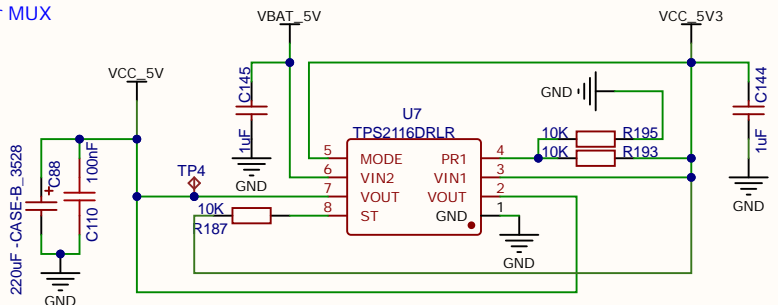 MUX
VBAT_5V
VCC_5V3
VCC_5V
C145
1uF
GND
C144
1uF
GND
GND
U7
TPS2116DRLR
10K
R195
10K
R193
5
MODE
PR1
4
6
VIN2
VIN1
3
7
VOUT
VOUT
2
8
ST
GND
1
TP4
10K
R187
GND
C88
100nF
C110
220uF -CASE-B_3528
GND